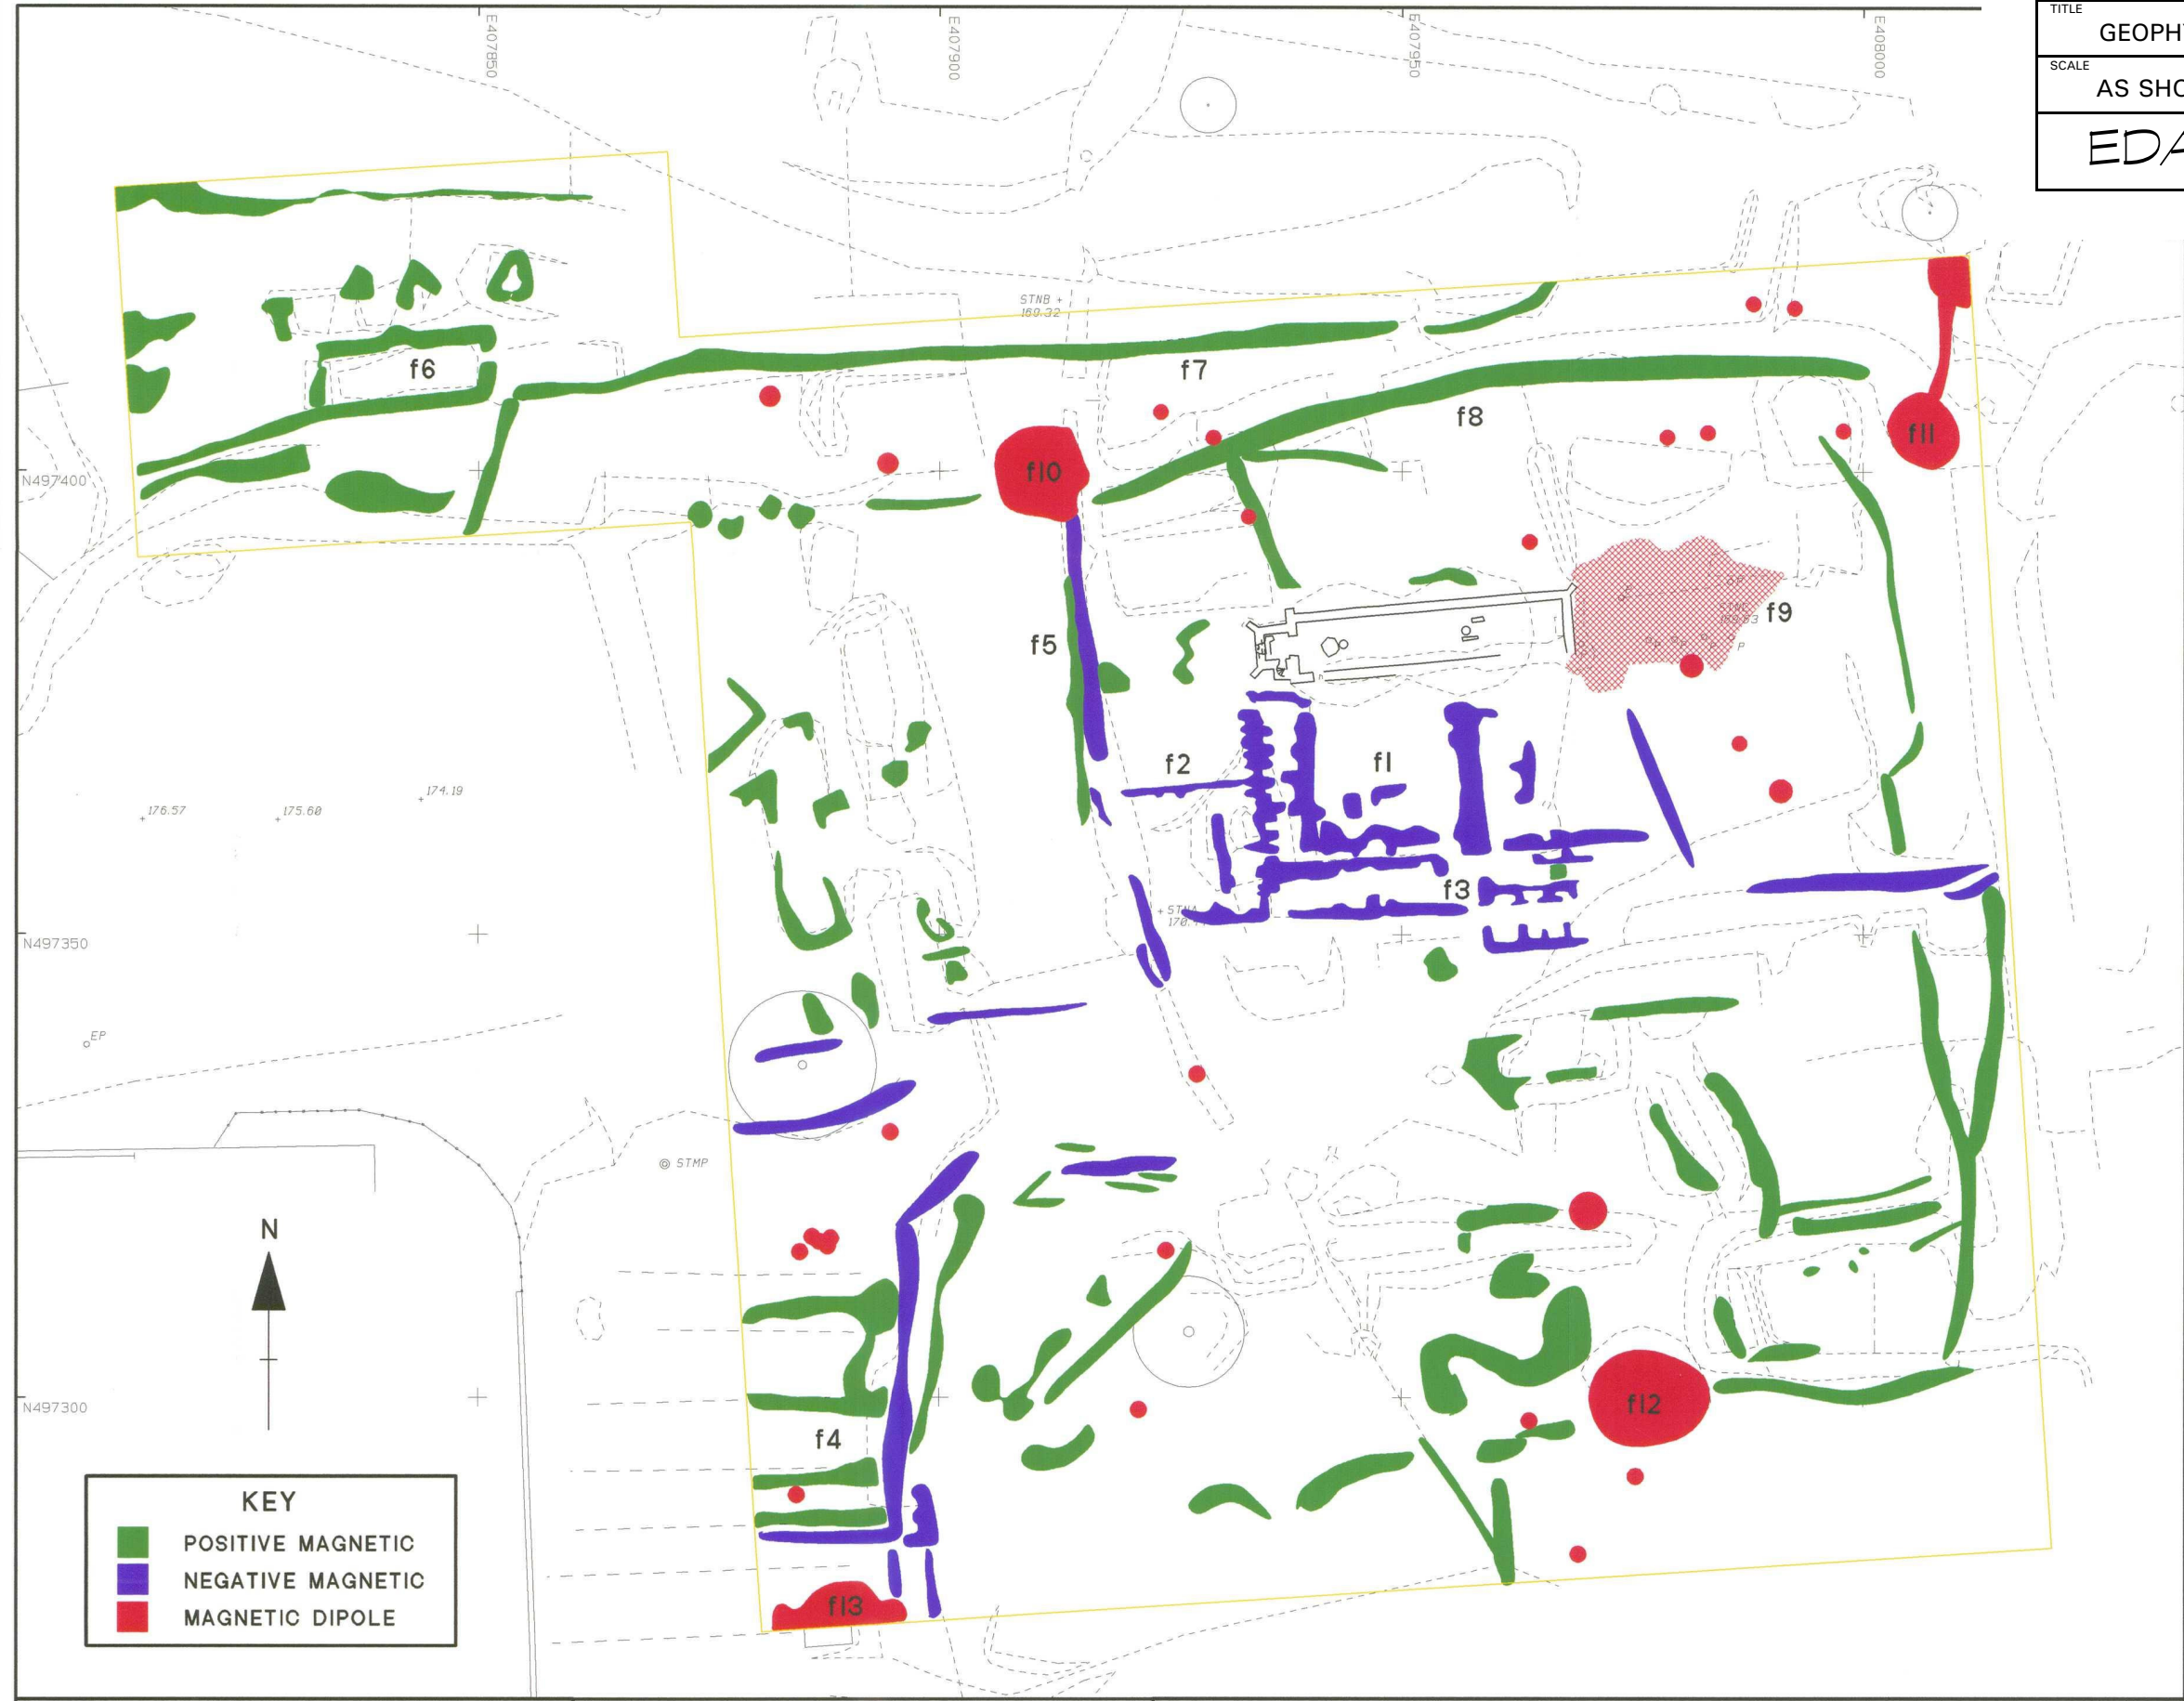 TITLE
GEOPHY
SCALE
AS SHO
EDA
E407850
E407900
E407950
E408000
N497400
N497350
N497300
STNB +
169.32
f6
f7
f8
f10
f11
f5
f9
f2
f1
f3
176.57
175.60
174.19
EP
STMP
N
f4
f12
f13
KEY
POSITIVE MAGNETIC
NEGATIVE MAGNETIC
MAGNETIC DIPOLE